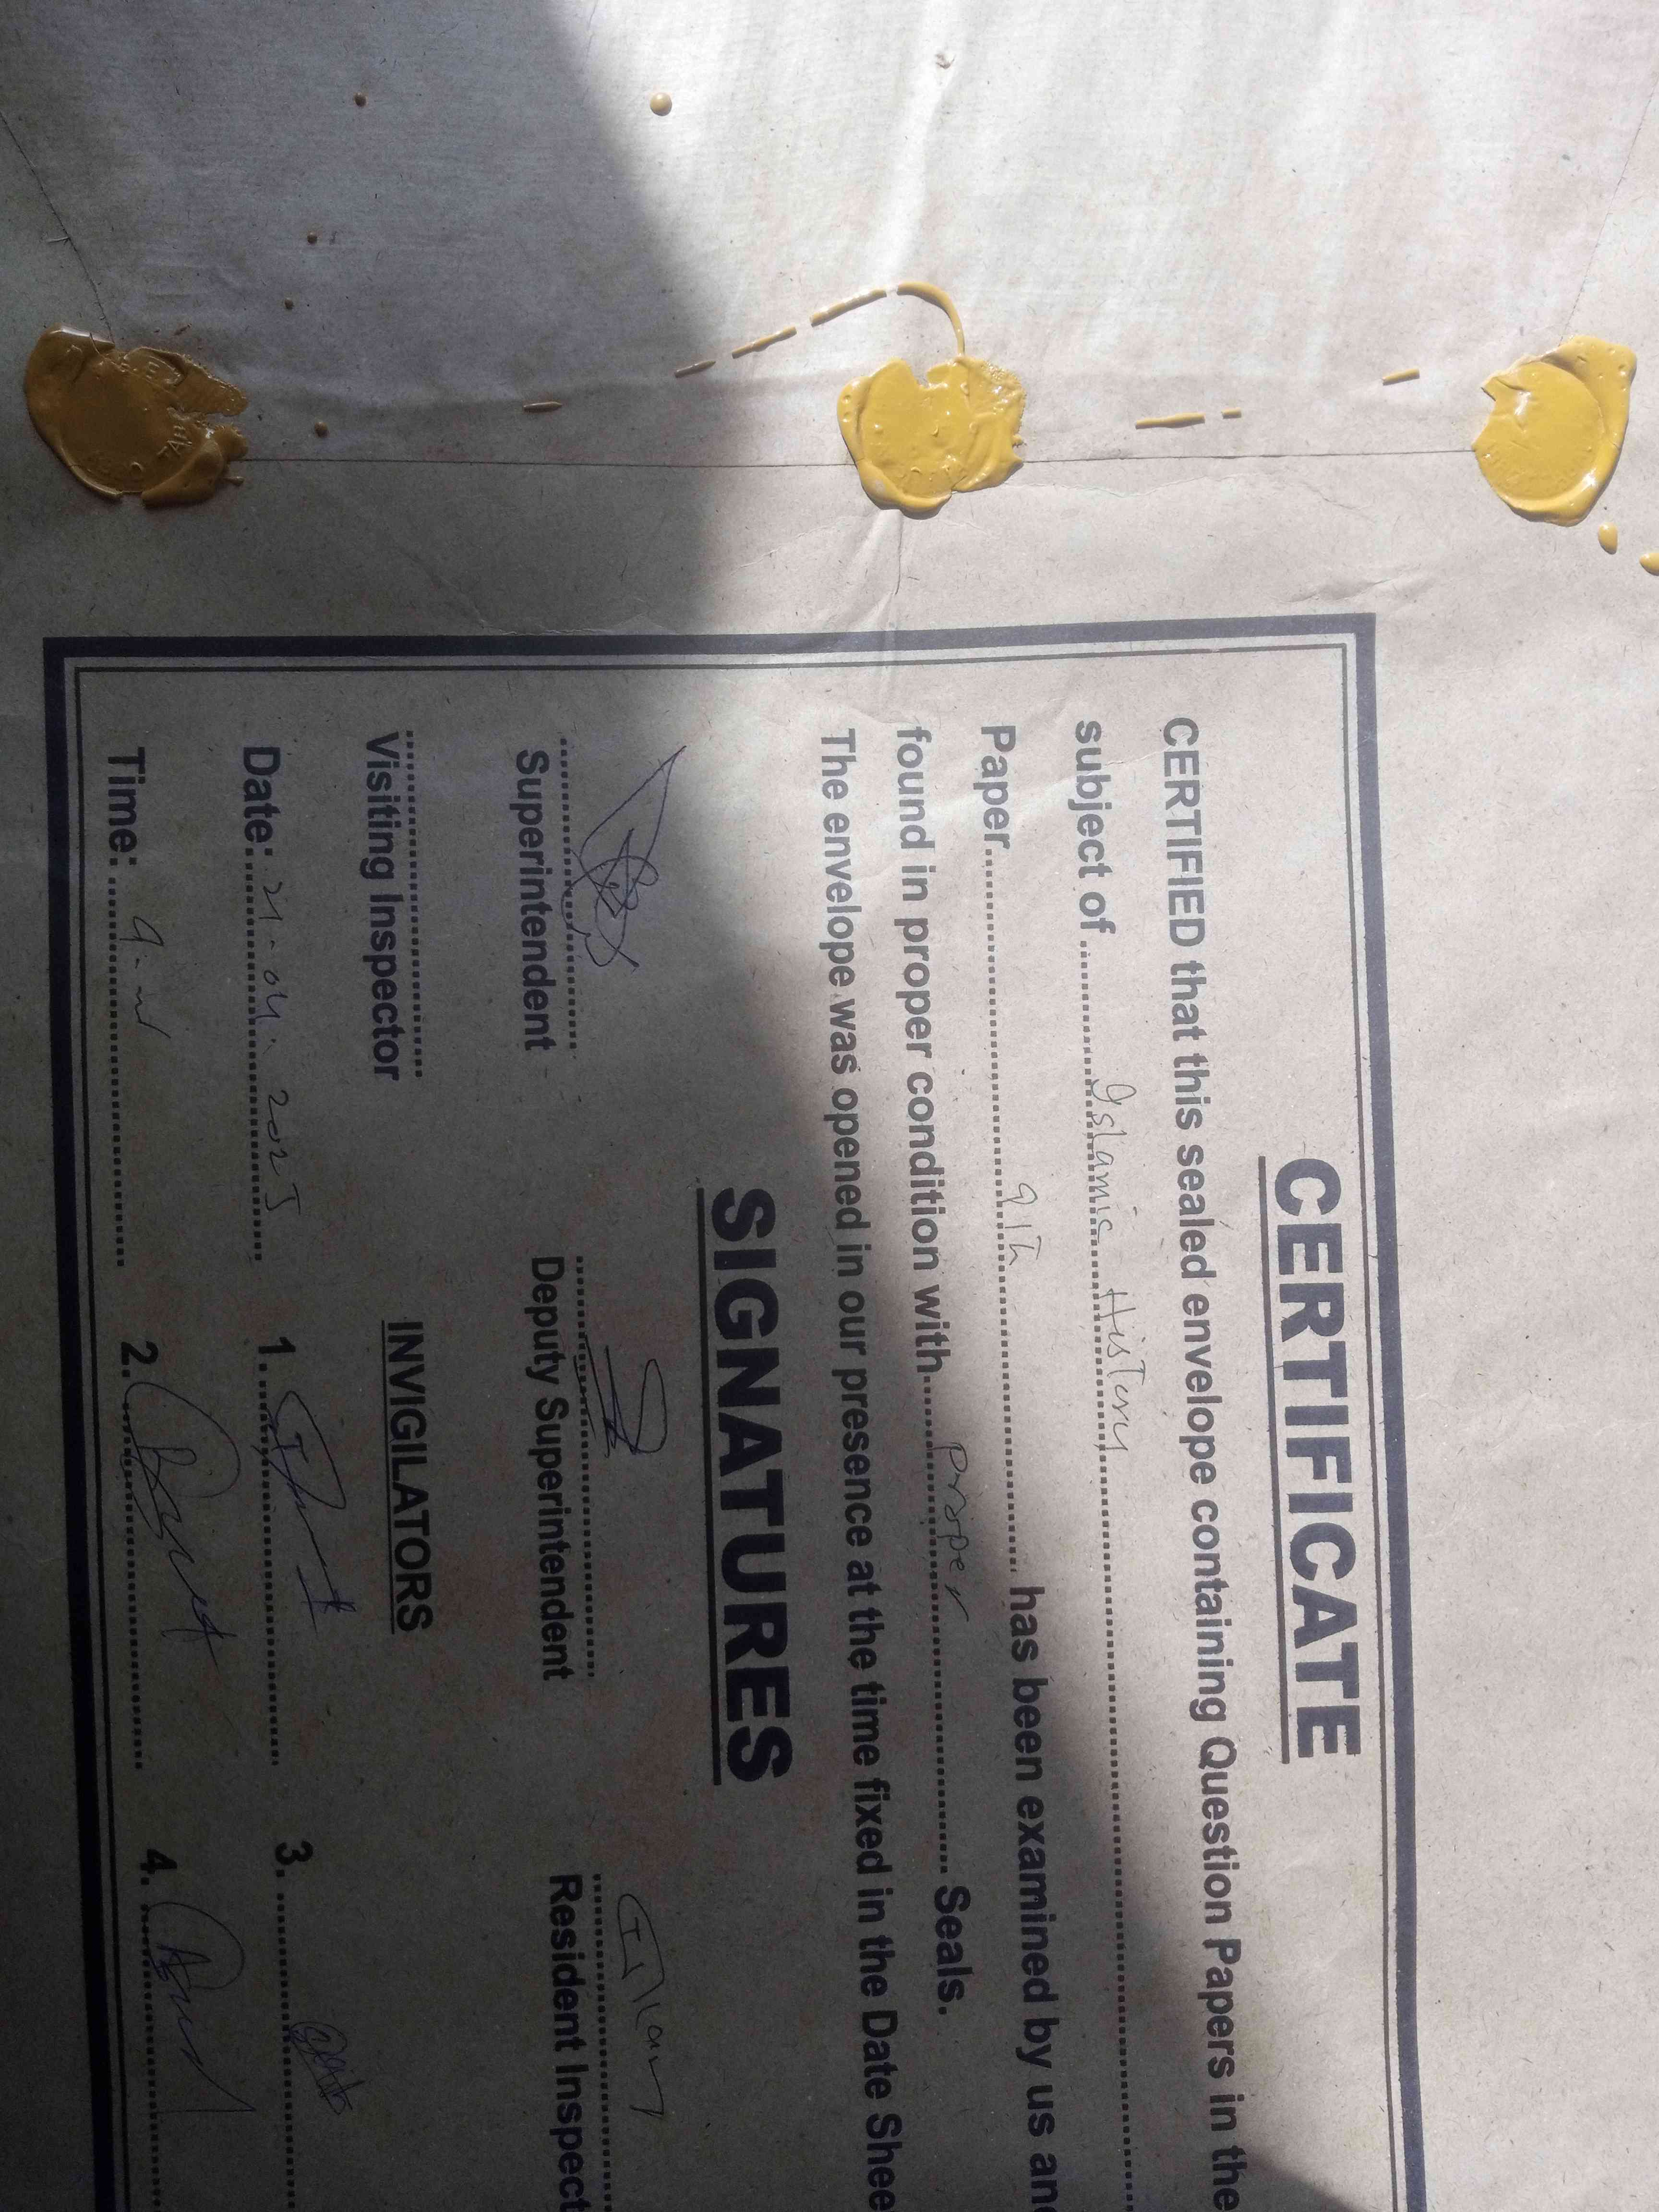 CERTIFICATE
CERTIFIED that this sealed envelope containing Question Papers in the
subject of Islamic History
Paper 9th has been examined by us an
found in proper condition with proper Seals.
The envelope was opened in our presence at the time fixed in the Date Shee
SIGNATURES
Superintendent Deputy Superintendent Resident Inspect
Visiting Inspector INVIGILATORS
Date: 21-04-2025 1. 3.
Time: 2. 4.